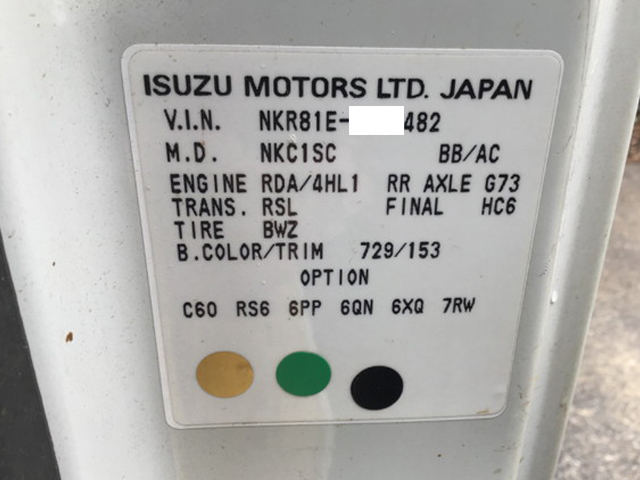 ISUZU MOTORS LTD. JAPAN
V.I.N. NKR81E- 482
M.D. NKC1SC BB/AC
ENGINE RDA/4HL1 RR AXLE G73
TRANS. RSL FINAL HC6
TIRE BWZ
B.COLOR/TRIM 729/153
OPTION
C60 RS6 6PP 6QN 6XQ 7RW